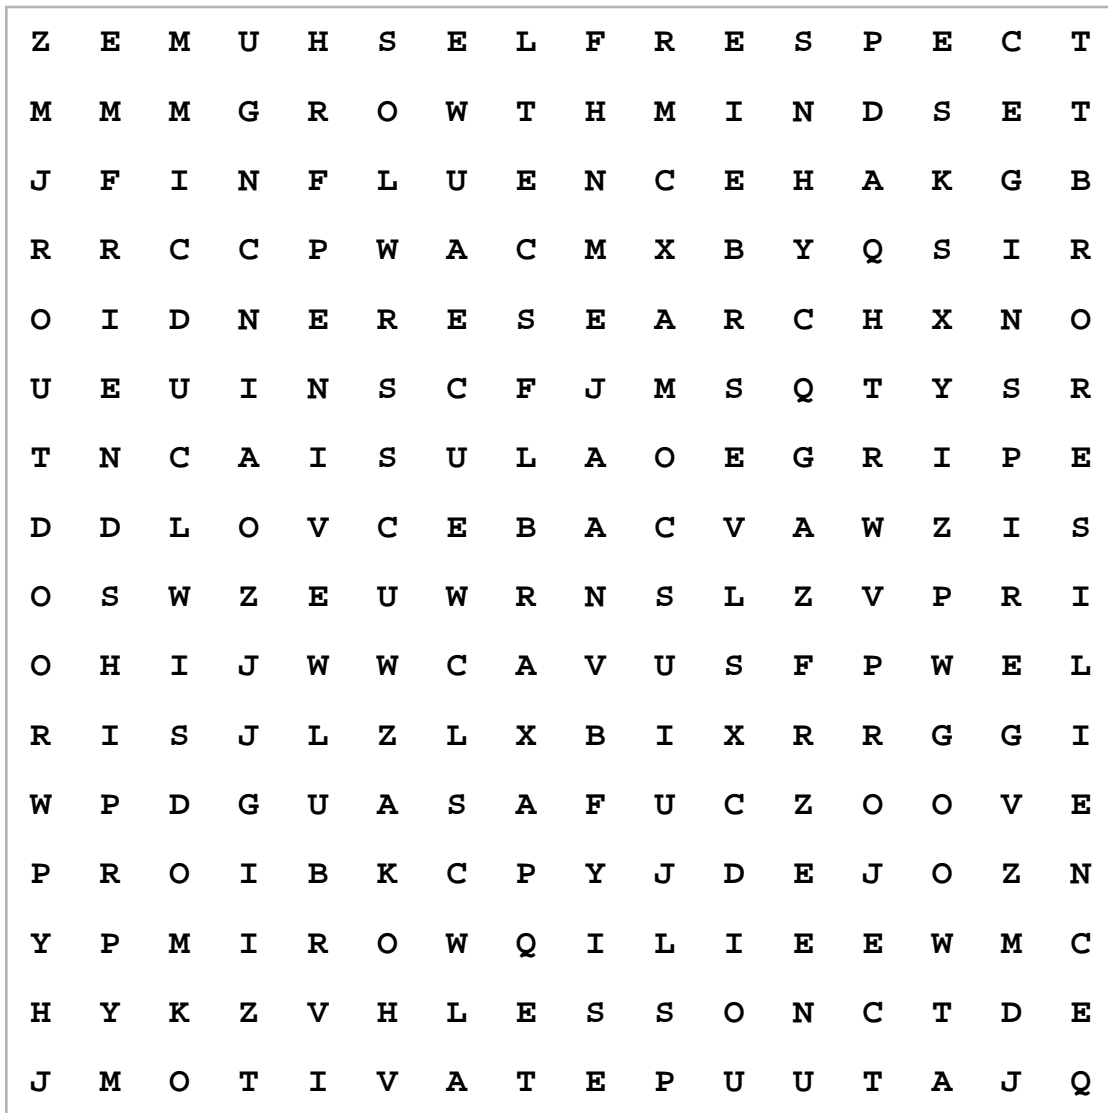 Z E M U H S E L F R E S P E C T
M M M G R O W T H M I N D S E T
J F I N F L U E N C E H A K G B
R R C C P W A C M X B Y Q S I R
O I D N E R E S E A R C H X N O
U E U I N S C F J M S Q T Y S R
T N C A I S U L A O E G R I P E
D D L O V C E B A C V A W Z I S
O S W Z E U W R N S L Z V P R I
O H I J W W C A V U S F P W E L
R I S J L Z L X B I X R R G G I
W P D G U A S A F U C Z O O V E
P R O I B K C P Y J D E J O Z N
Y P M I R O W Q I L I E E W M C
H Y K Z V H L E S S O N C T D E
J M O T I V A T E P U U T A J Q